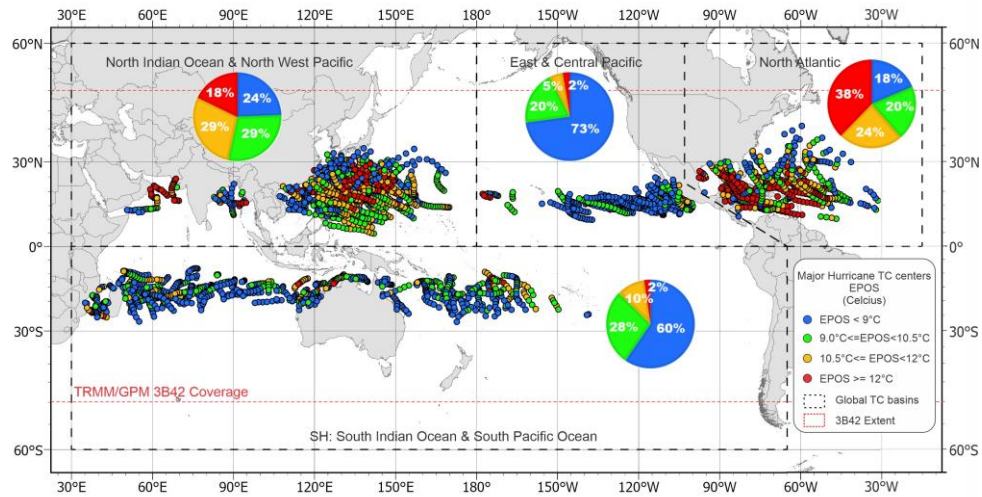 30°E 60°E 90°E 120°E 150°E 180° 150°W 120°W 90°W 60°W 30°W
60°N 60°N
North Indian Ocean & North West Pacific East & Central Pacific North Atlantic
18% 24% 29% 29%
5% 2% 20% 73%
38% 18% 20% 24%
30°N 30°N
0° 0°
10% 2% 28% 60%
30°S 30°S
Major Hurricane TC centers
EPOS
(Celcius)
EPOS < 9°C
9.0°C<=EPOS<10.5°C
10.5°C<= EPOS<12°C
EPOS >= 12°C
Global TC basins
3B42 Extent
TRMM/GPM 3B42 Coverage
SH: South Indian Ocean & South Pacific Ocean
60°S 60°S
30°E 60°E 90°E 120°E 150°E 180° 150°W 120°W 90°W 60°W 30°W